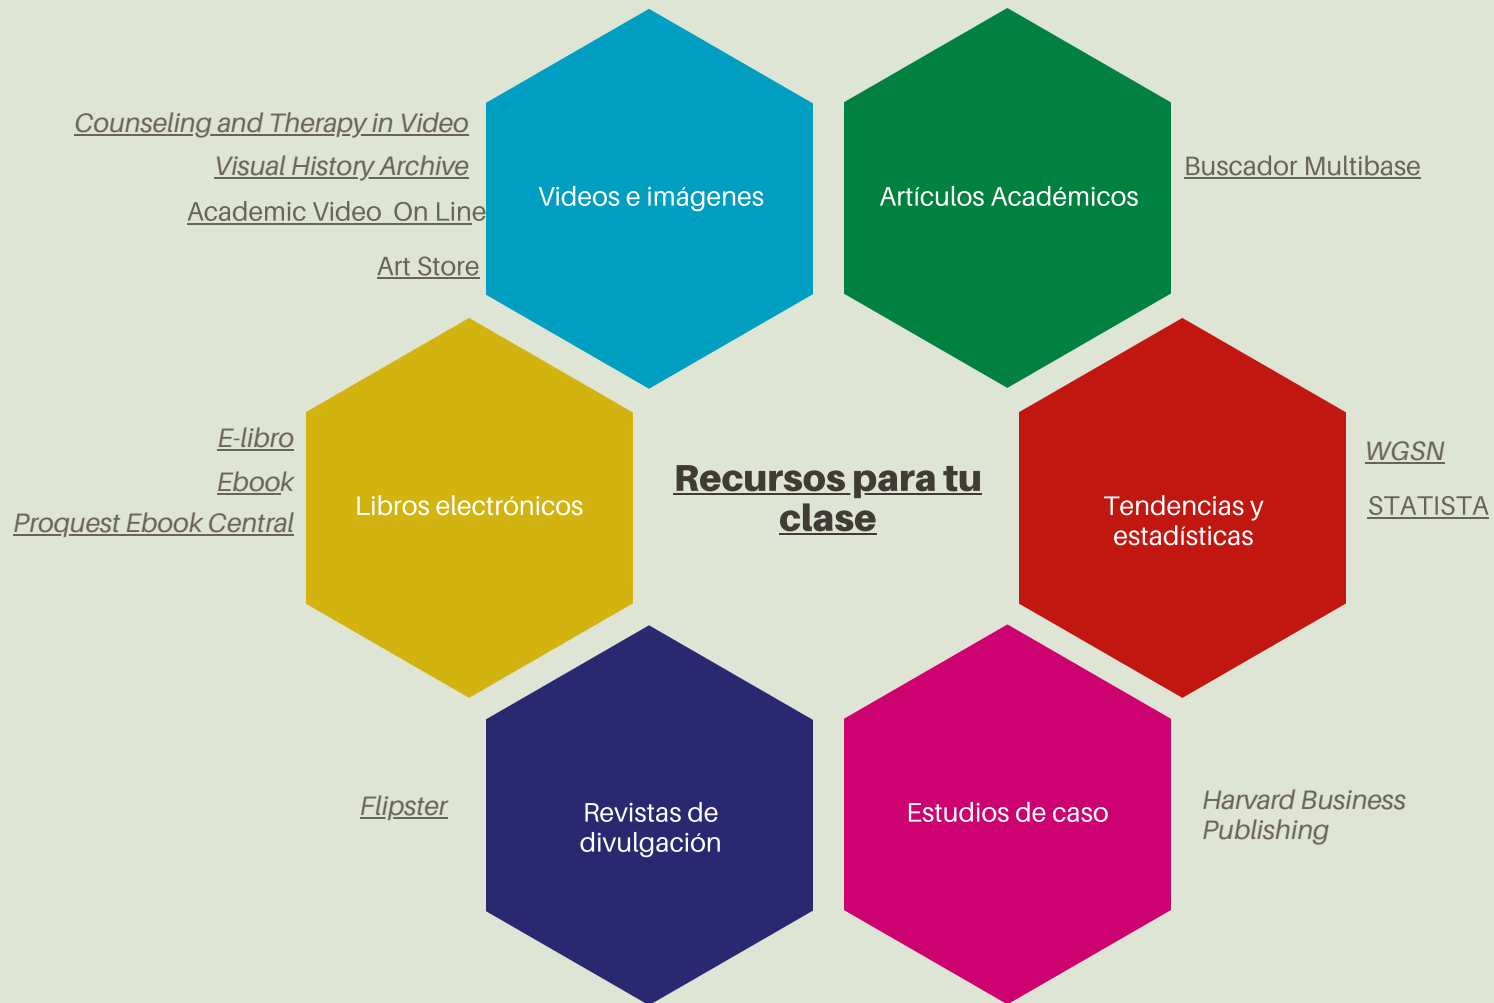 Counseling and Therapy in Video
Visual History Archive
Academic Video  On Line
Art Store
Videos e imágenes
Artículos Académicos
Buscador Multibase
E-libro
Ebook
Proquest Ebook Central
Libros electrónicos
Recursos para tu
clase
Tendencias y
estadísticas
WGSN
STATISTA
Flipster
Revistas de
divulgación
Estudios de caso
Harvard Business
Publishing